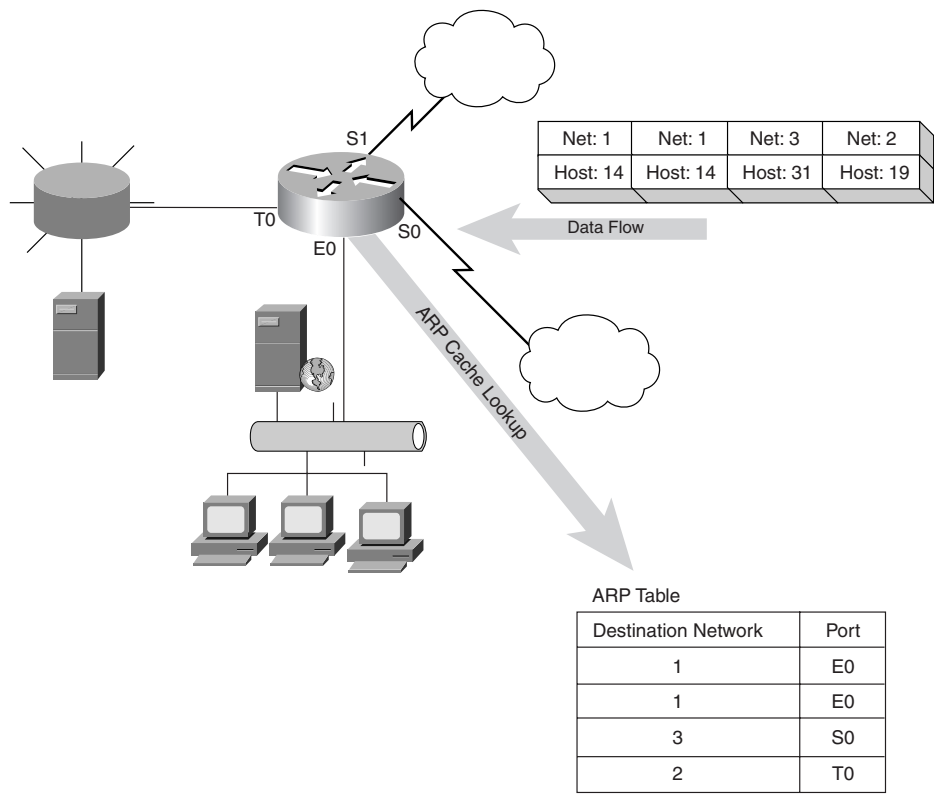 S1
Net: 1 Net: 1 Net: 3 Net: 2
Host: 14 Host: 14 Host: 31 Host: 19
T0
E0
S0
Data Flow
ARP Cache Lookup
ARP Table
Destination Network Port
1 E0
1 E0
3 S0
2 T0